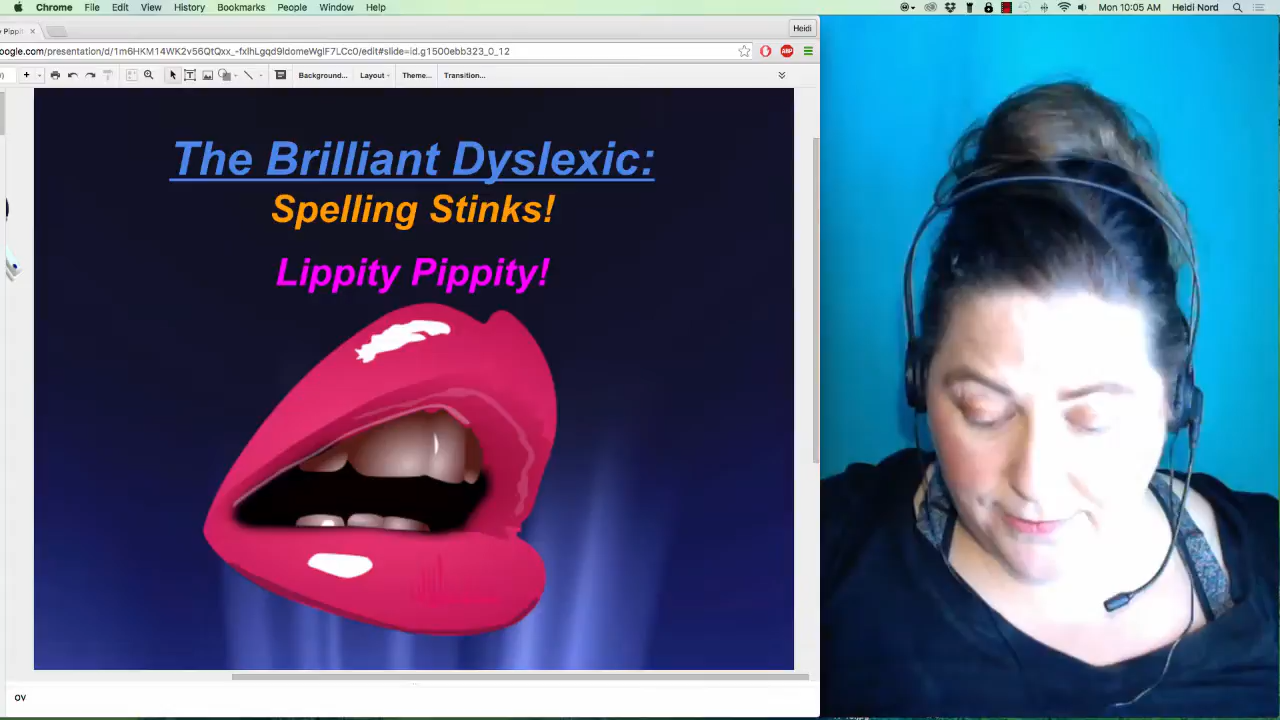 Chrome File Edit View History Bookmarks People Window Help Mon 10:05 AM Heidi Nord
Heidi
oogle.com/presentation/d/1m6HKM14WK2v56QtQxx_-fxlhLgqd9ldomeWglF7LCc0/edit#slide=id.g1500ebb323_0_12
ABP
Background... Layout Theme... Transition...
The Brilliant Dyslexic:
Spelling Stinks!
Lippity Pippity!
ov